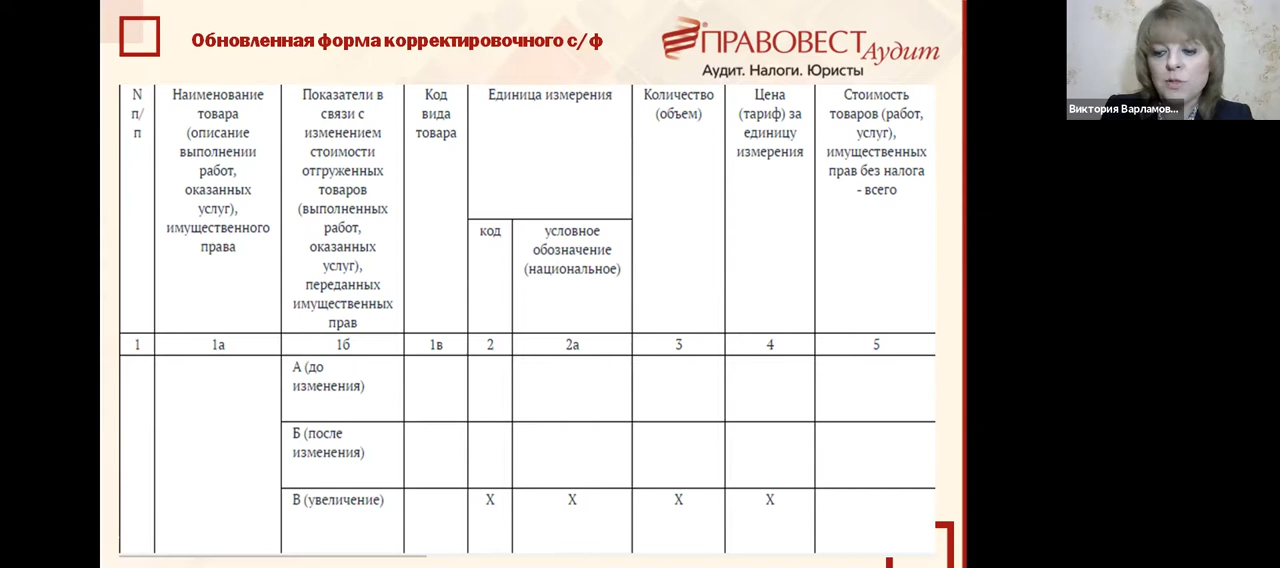 Обновленная форма корректировочного с/ф
ПРАВОВЕСТ Аудит
Аудит. Налоги. Юристы
Виктория Варламов...
N
п/
п
Наименование
товара
(описание
выполнении
работ,
оказанных
услуг),
имущественного
права
Показатели в
связи с
изменением
стоимости
отгруженных
товаров
(выполненных
работ,
оказанных
услуг),
переданных
имущественных
прав
Код
вида
товара
Единица измерения
код
условное
обозначение
(национальное)
Количество
(объем)
Цена
(тариф) за
единицу
измерения
Стоимость
товаров (работ,
услуг),
имущественных
прав без налога
- всего
1 1а 1б 1в 2 2а 3 4 5
А (до
изменения)
Б (после
изменения)
В (увеличение) X X X X